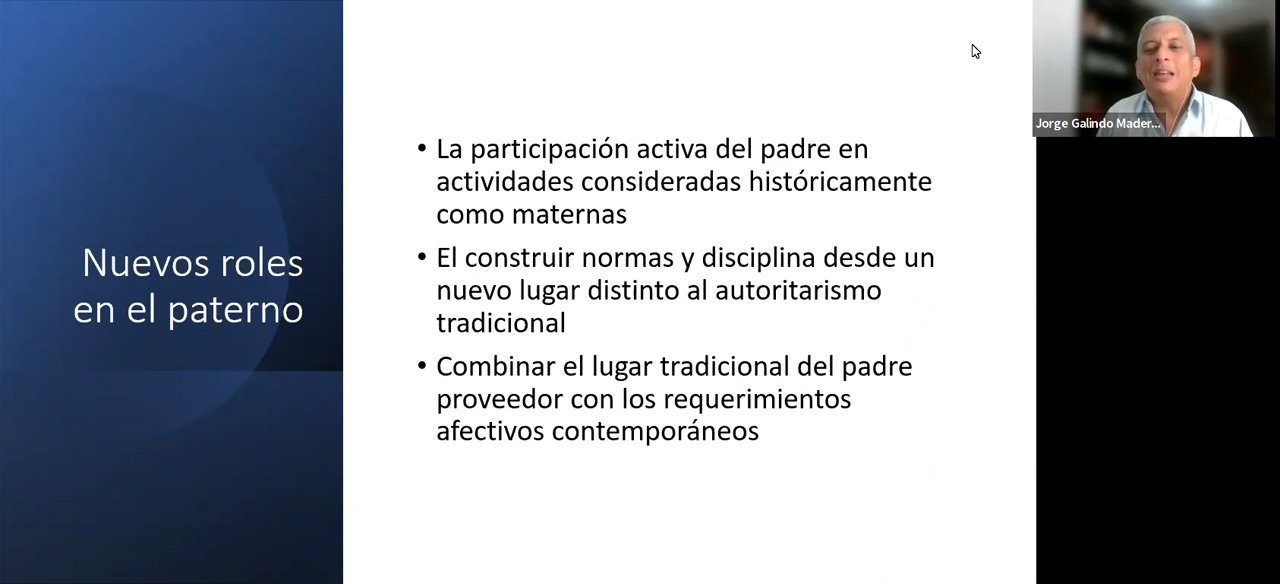 Nuevos roles
en el paterno
• La participación activa del padre en
actividades consideradas históricamente
como maternas
• El construir normas y disciplina desde un
nuevo lugar distinto al autoritarismo
tradicional
• Combinar el lugar tradicional del padre
proveedor con los requerimientos
afectivos contemporáneos
Jorge Galindo Mader...